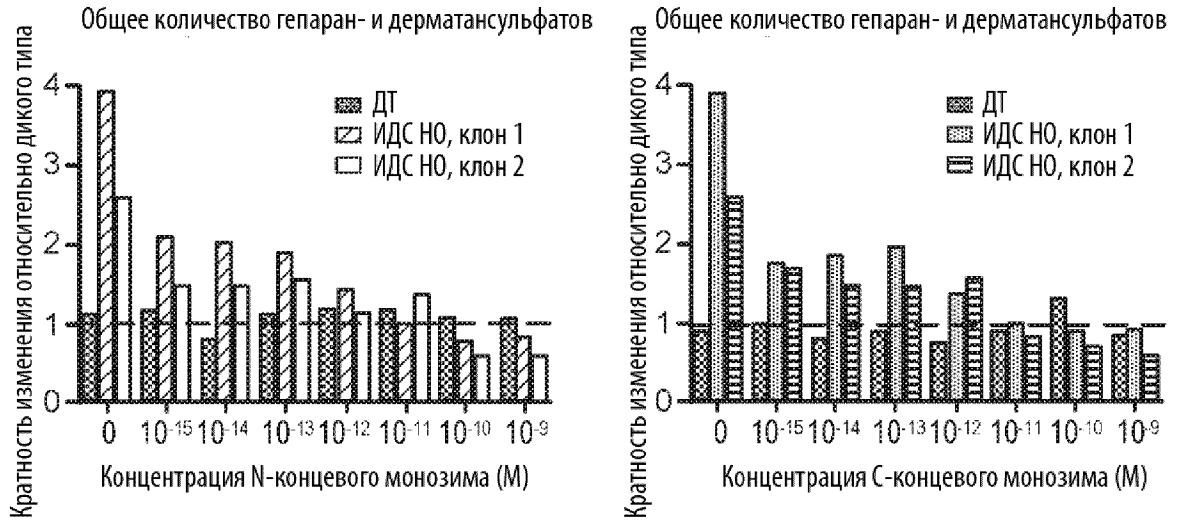 Общее количество гепаран- и дерматансульфатов
Кратность изменения относительно дикого типа
4
3
2
1
0
ДТ
ИДС НО, клон 1
ИДС НО, клон 2
0 10-15 10-14 10-13 10-12 10-11 10-10 10-9
Концентрация N-концевого монозима (М)
Общее количество гепаран- и дерматансульфатов
Кратность изменения относительно дикого типа
4
3
2
1
0
ДТ
ИДС НО, клон 1
ИДС НО, клон 2
0 10-15 10-14 10-13 10-12 10-11 10-10 10-9
Концентрация С-концевого монозима (М)